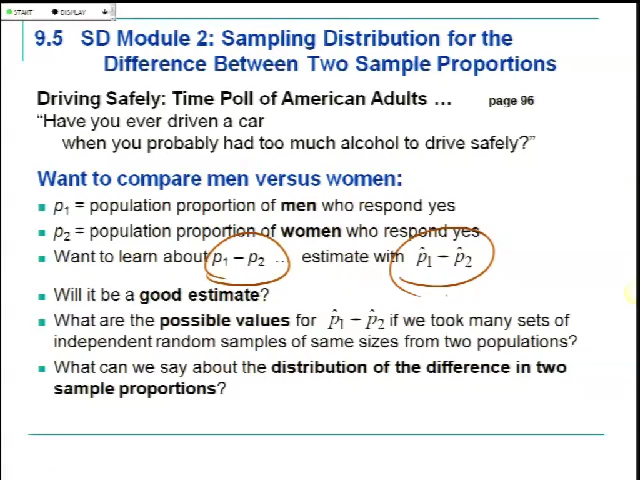 START DISPLAY
9.5 SD Module 2: Sampling Distribution for the
Difference Between Two Sample Proportions
Driving Safely: Time Poll of American Adults … page 96
“Have you ever driven a car
when you probably had too much alcohol to drive safely?”
Want to compare men versus women:
p₁ = population proportion of men who respond yes
p₂ = population proportion of women who respond yes
Want to learn about p₁ – p₂ … estimate with p̂₁ − p̂₂
Will it be a good estimate?
What are the possible values for p̂₁ − p̂₂ if we took many sets of
independent random samples of same sizes from two populations?
What can we say about the distribution of the difference in two
sample proportions?